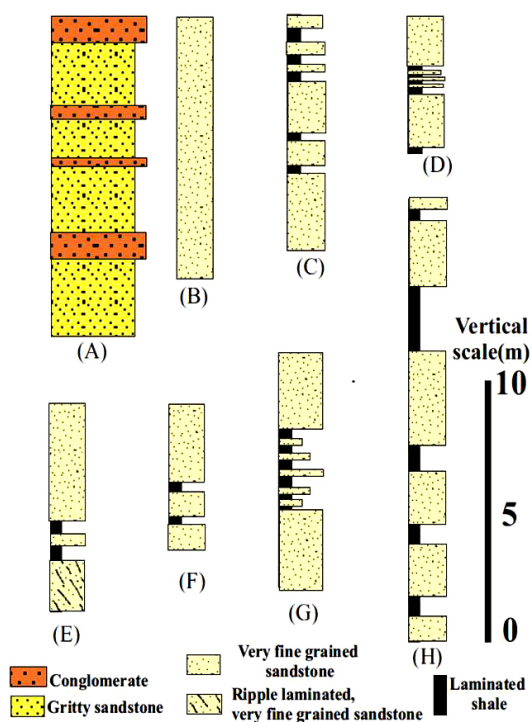 (A)
(B)
(C)
(D)
(E)
(F)
(G)
(H)
Vertical
scale(m)
10
5
0
Conglomerate
Gritty sandstone
Very fine grained
sandstone
Ripple laminated,
very fine grained sandstone
Laminated
shale